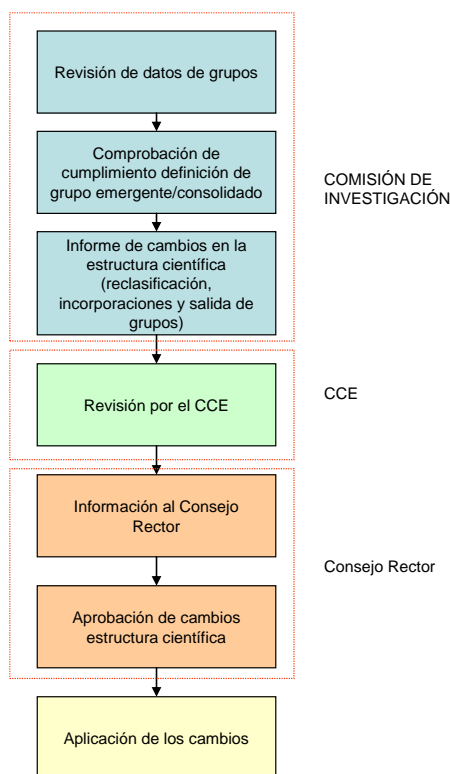 Revisión de datos de grupos
Comprobación de
cumplimiento definición de
grupo emergente/consolidado
COMISIÓN DE
INVESTIGACIÓN
Informe de cambios en la
estructura científica
(reclasificación,
incorporaciones y salida de
grupos)
Revisión por el CCE
CCE
Información al Consejo
Rector
Consejo Rector
Aprobación de cambios
estructura científica
Aplicación de los cambios